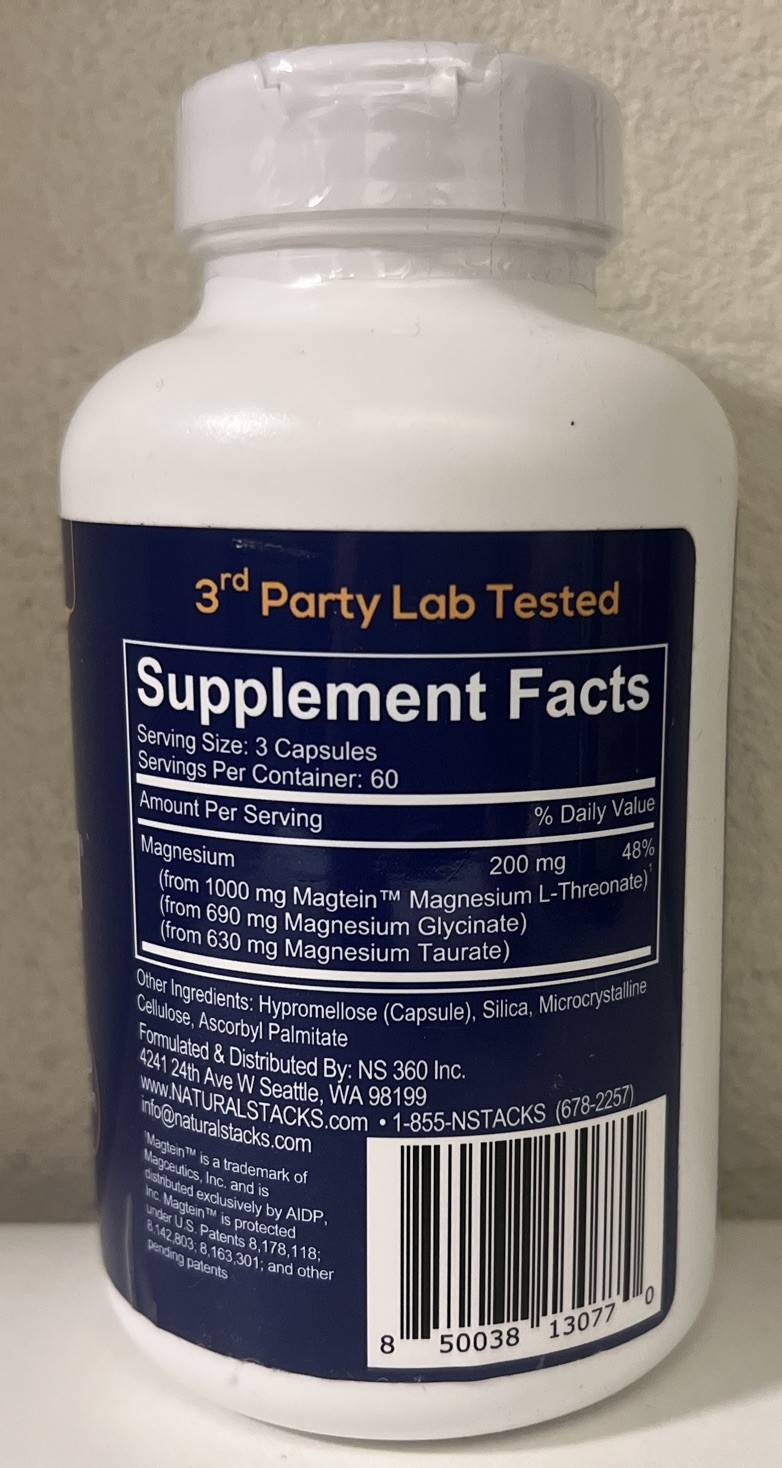 3rd Party Lab Tested
Supplement Facts
Serving Size: 3 Capsules
Servings Per Container: 60
Amount Per Serving % Daily Value
Magnesium 200 mg 48%
(from 1000 mg Magtein™ Magnesium L-Threonate)¹
(from 690 mg Magnesium Glycinate)
(from 630 mg Magnesium Taurate)
Other Ingredients: Hypromellose (Capsule), Silica, Microcrystalline
Cellulose, Ascorbyl Palmitate
Formulated & Distributed By: NS 360 Inc.
4241 24th Ave W Seattle, WA 98199
www.NATURALSTACKS.com • 1-855-NSTACKS (678-2257)
info@naturalstacks.com
¹Magtein™ is a trademark of
Magceutics, Inc. and is
distributed exclusively by AIDP,
Inc. Magtein™ is protected
under U.S. Patents 8,178,118;
8,142,803; 8,163,301; and other
pending patents
8 50038 13077 0